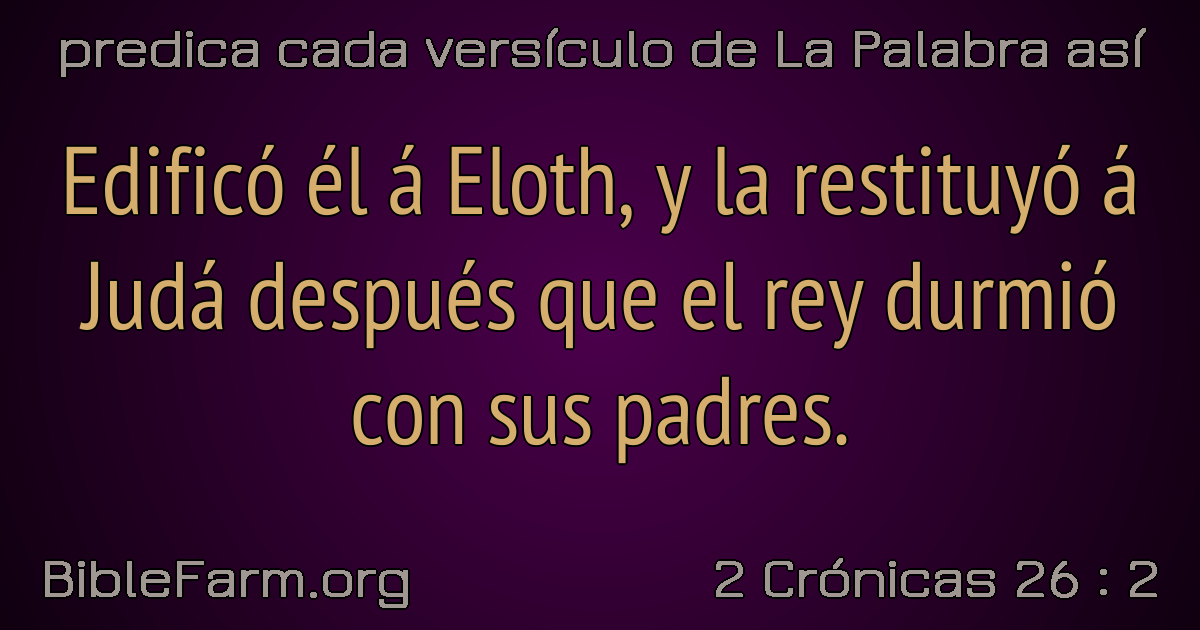 predica cada versículo de La Palabra así
Edificó él á Eloth, y la restituyó á
Judá después que el rey durmió
con sus padres.
BibleFarm.org
2 Crónicas 26 : 2